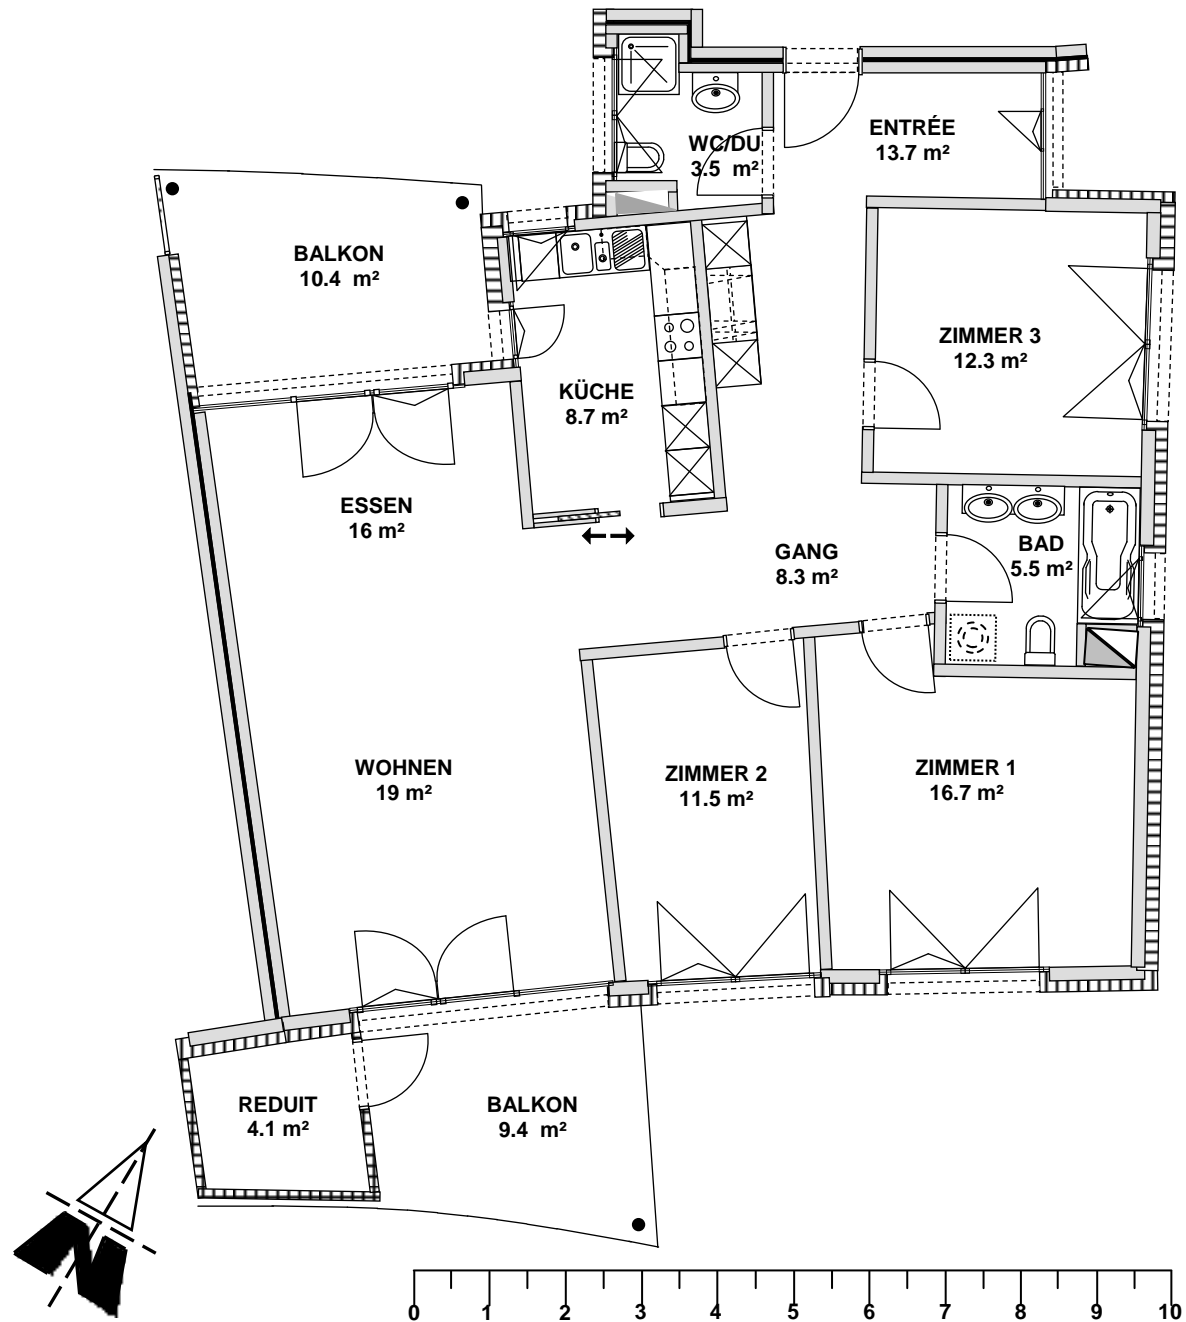 ENTRÉE
13.7 m²
WC/DU
3.5 m²
BALKON
10.4 m²
ZIMMER 3
12.3 m²
KÜCHE
8.7 m²
ESSEN
16 m²
GANG
8.3 m²
BAD
5.5 m²
WOHNEN
19 m²
ZIMMER 2
11.5 m²
ZIMMER 1
16.7 m²
REDUIT
4.1 m²
BALKON
9.4 m²
N
0 1 2 3 4 5 6 7 8 9 10